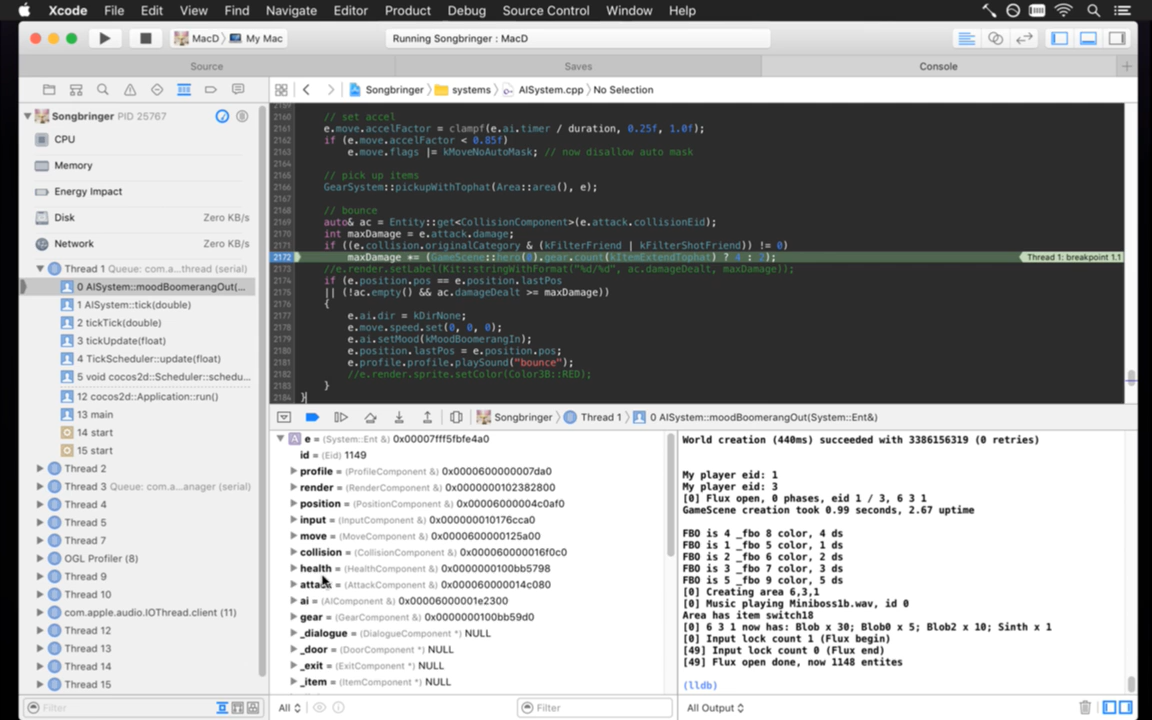 Xcode File Edit View Find Navigate Editor Product Debug Source Control Window Help
MacD 〉 My Mac
Running Songbringer : MacD
Source Saves Console
Songbringer 〉 systems 〉 AISystem.cpp 〉 No Selection
Songbringer PID 25767
CPU
Memory
Energy Impact
Disk Zero KB/s
Network Zero KB/s
Thread 1 Queue: com.a...thread (serial)
0 AISystem::moodBoomerangOut(...
1 AISystem::tick(double)
2 tickTick(double)
3 tickUpdate(float)
4 TickScheduler::update(float)
5 void cocos2d::Scheduler::schedu...
12 cocos2d::Application::run()
13 main
14 start
15 start
Thread 2
Thread 3 Queue: com.a...anager (serial)
Thread 4
Thread 5
Thread 7
OGL Profiler (8)
Thread 9
Thread 10
com.apple.audio.IOThread.client (11)
Thread 12
Thread 13
Thread 14
Thread 15
Filter
2159
2160 // set accel
2161 e.move.accelFactor = clampf(e.ai.timer / duration, 0.25f, 1.0f);
2162 if (e.move.accelFactor < 0.85f)
2163 e.move.flags |= kMoveNoAutoMask; // now disallow auto mask
2164
2165 // pick up items
2166 GearSystem::pickupWithTophat(Area::area(), e);
2167
2168 // bounce
2169 auto& ac = Entity::get<CollisionComponent>(e.attack.collisionEid);
2170 int maxDamage = e.attack.damage;
2171 if ((e.collision.originalCategory & (kFilterFriend | kFilterShotFriend)) != 0)
2172 maxDamage *= (GameScene::hero(0).gear.count(kItemExtendTophat) ? 4 : 2); Thread 1: breakpoint 1.1
2173 //e.render.setLabel(Kit::stringWithFormat("%d/%d", ac.damageDealt, maxDamage));
2174 if (e.position.pos == e.position.lastPos
2175 || (!ac.empty() && ac.damageDealt >= maxDamage))
2176 {
2177 e.ai.dir = kDirNone;
2178 e.move.speed.set(0, 0, 0);
2179 e.ai.setMood(kMoodBoomerangIn);
2180 e.position.lastPos = e.position.pos;
2181 e.profile.profile.playSound("bounce");
2182 //e.render.sprite.setColor(Color3B::RED);
2183 }
2184 }
Songbringer 〉 Thread 1 〉 0 AISystem::moodBoomerangOut(System::Ent&)
e = (System::Ent &) 0x00007fff5fbfe4a0
id = (Eid) 1149
profile = (ProfileComponent &) 0x0000600000007da0
render = (RenderComponent &) 0x0000000102382800
position = (PositionComponent &) 0x00006000004c0af0
input = (InputComponent &) 0x000000010176cca0
move = (MoveComponent &) 0x0000600000125a00
collision = (CollisionComponent &) 0x000060000016f0c0
health = (HealthComponent &) 0x0000000100bb5798
attack = (AttackComponent &) 0x000060000014c080
ai = (AIComponent &) 0x00006000001e2300
gear = (GearComponent &) 0x0000000100bb59d0
_dialogue = (DialogueComponent *) NULL
_door = (DoorComponent *) NULL
_exit = (ExitComponent *) NULL
_item = (ItemComponent *) NULL
All
Filter
World creation (440ms) succeeded with 3386156319 (0 retries)
My player eid: 1
My player eid: 3
[0] Flux open, 0 phases, eid 1 / 3, 6 3 1
GameScene creation took 0.99 seconds, 2.67 uptime
FBO is 4 _fbo 8 color, 4 ds
FBO is 1 _fbo 5 color, 1 ds
FBO is 2 _fbo 6 color, 2 ds
FBO is 3 _fbo 7 color, 3 ds
FBO is 5 _fbo 9 color, 5 ds
[0] Creating area 6,3,1
[0] Music playing Miniboss1b.wav, id 0
Area has item switch18
[0] 6 3 1 now has: Blob x 30; Blob0 x 5; Blob2 x 10; Sinth x 1
[0] Input lock count 1 (Flux begin)
[49] Input lock count 0 (Flux end)
[49] Flux open done, now 1148 entites
(lldb)
All Output